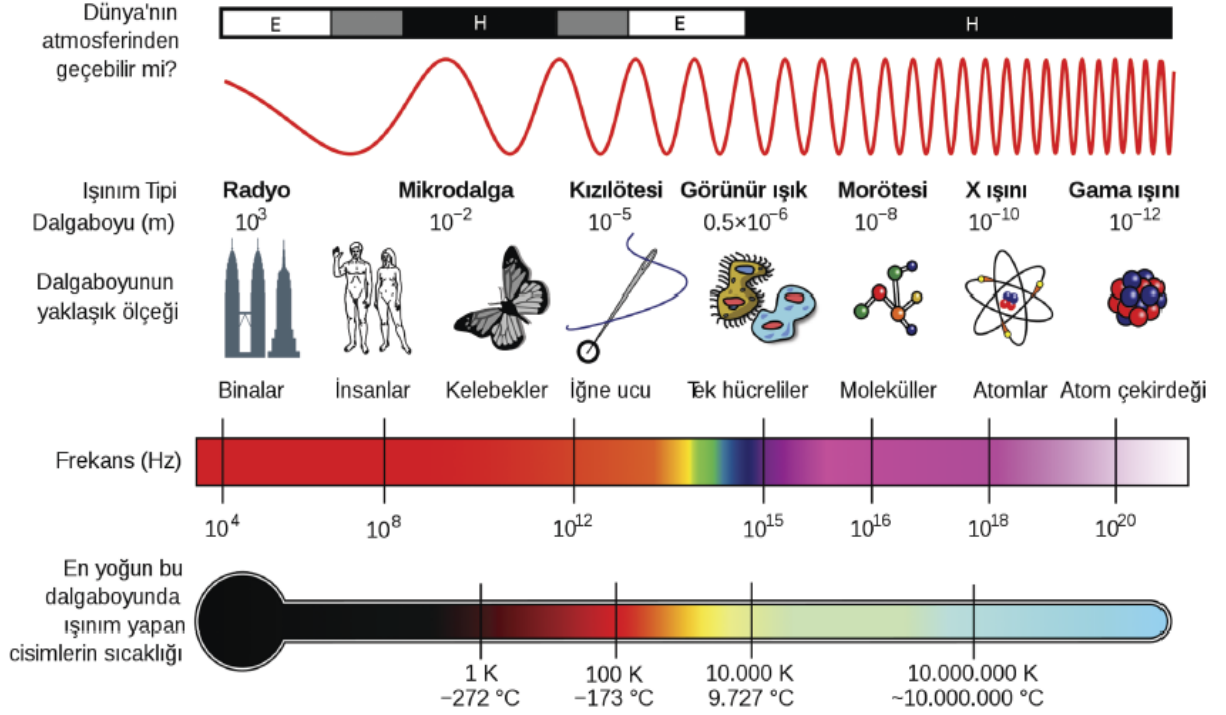 Dünya'nın
atmosferinden
geçebilir mi?
E H E H
Işınım Tipi Radyo Mikrodalga Kızılötesi Görünür ışık Morötesi X ışını Gama ışını
Dalgaboyu (m) 10³ 10⁻² 10⁻⁵ 0.5×10⁻⁶ 10⁻⁸ 10⁻¹⁰ 10⁻¹²
Dalgaboyunun
yaklaşık ölçeği
Binalar İnsanlar Kelebekler İğne ucu Tek hücreliler Moleküller Atomlar Atom çekirdeği
Frekans (Hz)
10⁴ 10⁸ 10¹² 10¹⁵ 10¹⁶ 10¹⁸ 10²⁰
En yoğun bu
dalgaboyunda
ışınım yapan
cisimlerin sıcaklığı
1 K 100 K 10.000 K 10.000.000 K
−272 °C −173 °C 9.727 °C ~10.000.000 °C